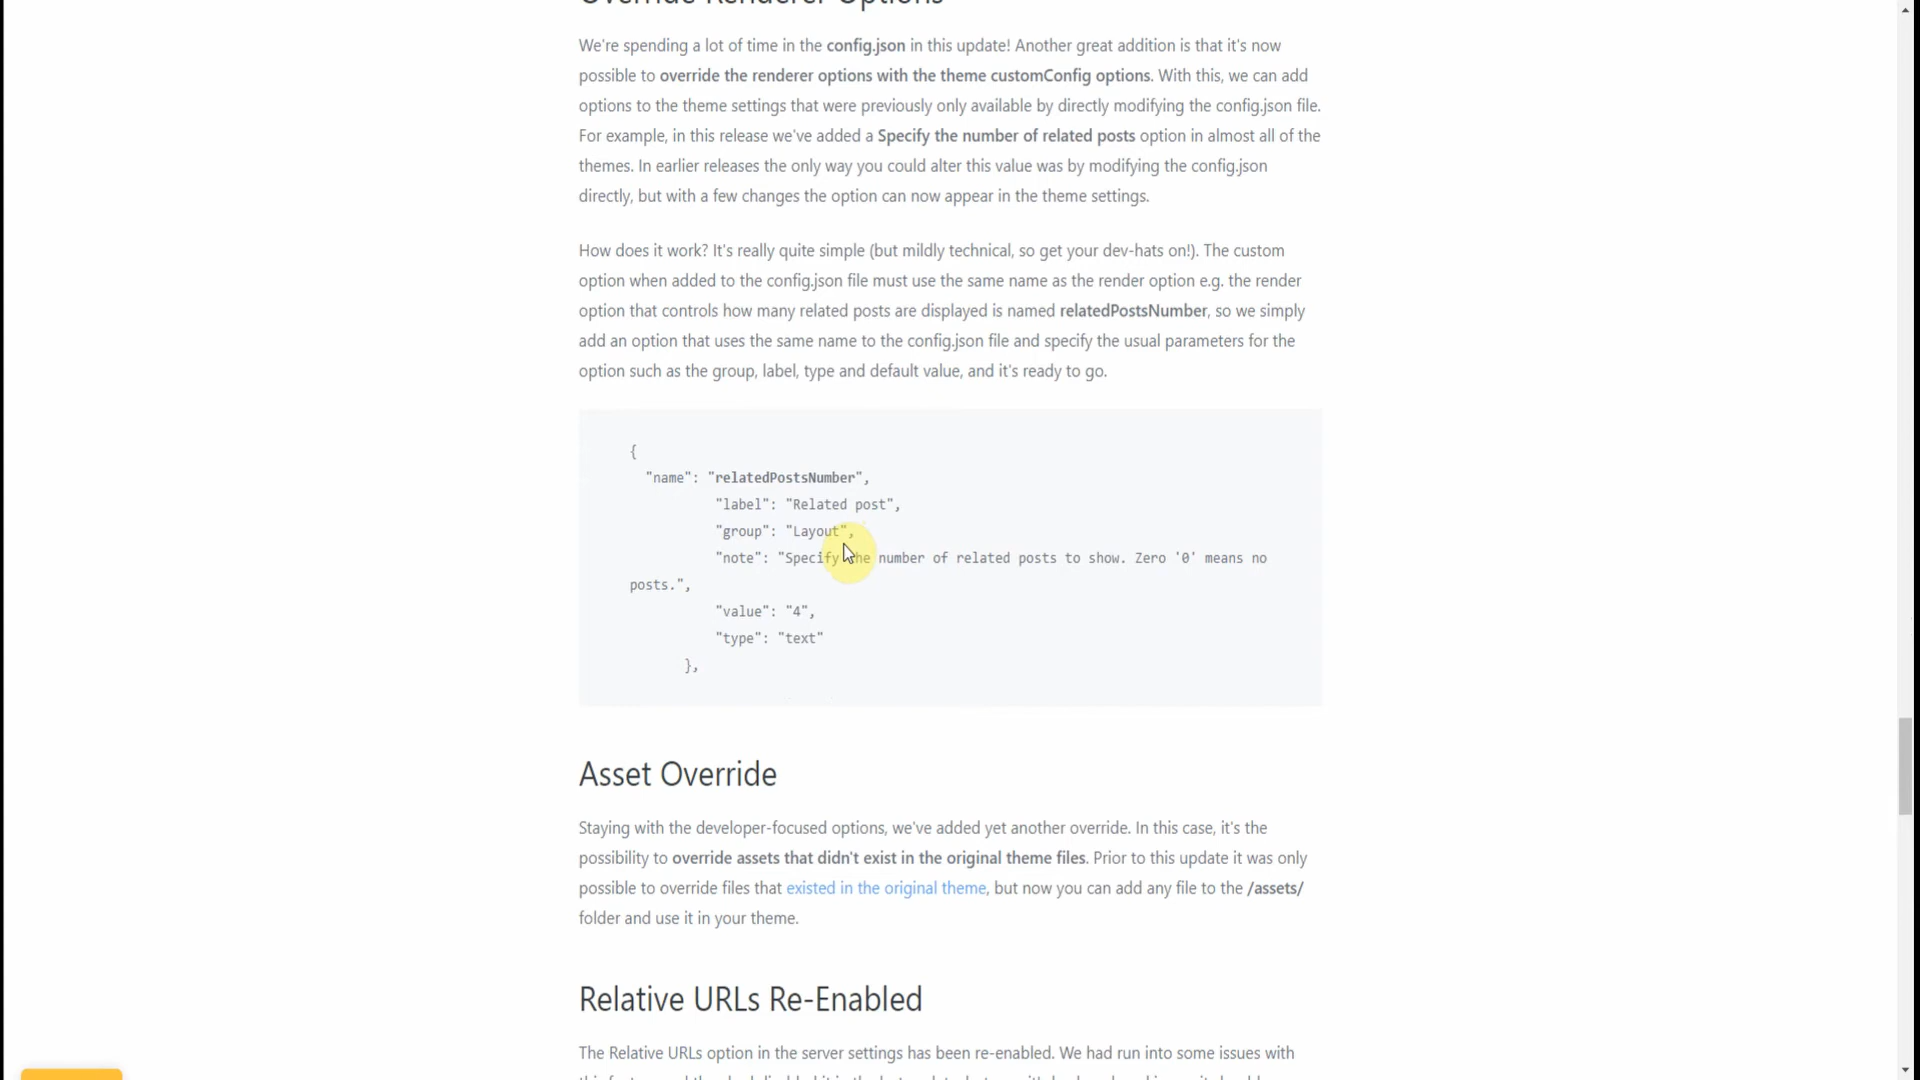 Override Renderer Options
We're spending a lot of time in the config.json in this update! Another great addition is that it's now
possible to override the renderer options with the theme customConfig options. With this, we can add
options to the theme settings that were previously only available by directly modifying the config.json file.
For example, in this release we've added a Specify the number of related posts option in almost all of the
themes. In earlier releases the only way you could alter this value was by modifying the config.json
directly, but with a few changes the option can now appear in the theme settings.
How does it work? It's really quite simple (but mildly technical, so get your dev-hats on!). The custom
option when added to the config.json file must use the same name as the render option e.g. the render
option that controls how many related posts are displayed is named relatedPostsNumber, so we simply
add an option that uses the same name to the config.json file and specify the usual parameters for the
option such as the group, label, type and default value, and it's ready to go.
{
"name": "relatedPostsNumber",
"label": "Related post",
"group": "Layout",
"note": "Specify the number of related posts to show. Zero '0' means no
posts.",
"value": "4",
"type": "text"
},
Asset Override
Staying with the developer-focused options, we've added yet another override. In this case, it's the
possibility to override assets that didn't exist in the original theme files. Prior to this update it was only
possible to override files that existed in the original theme, but now you can add any file to the /assets/
folder and use it in your theme.
Relative URLs Re-Enabled
The Relative URLs option in the server settings has been re-enabled. We had run into some issues with